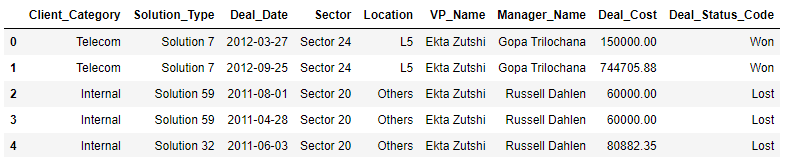 Client_Category Solution_Type Deal_Date Sector Location VP_Name Manager_Name Deal_Cost Deal_Status_Code
0 Telecom Solution 7 2012-03-27 Sector 24 L5 Ekta Zutshi Gopa Trilochana 150000.00 Won
1 Telecom Solution 7 2012-09-25 Sector 24 L5 Ekta Zutshi Gopa Trilochana 744705.88 Won
2 Internal Solution 59 2011-08-01 Sector 20 Others Ekta Zutshi Russell Dahlen 60000.00 Lost
3 Internal Solution 59 2011-04-28 Sector 20 Others Ekta Zutshi Russell Dahlen 60000.00 Lost
4 Internal Solution 32 2011-06-03 Sector 20 Others Ekta Zutshi Russell Dahlen 80882.35 Lost